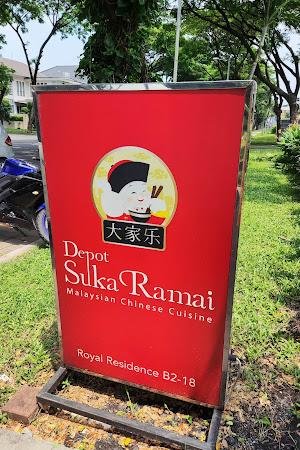 大家乐
Depot
Suka Ramai
Malaysian Chinese Cuisine
Royal Residence B2-18